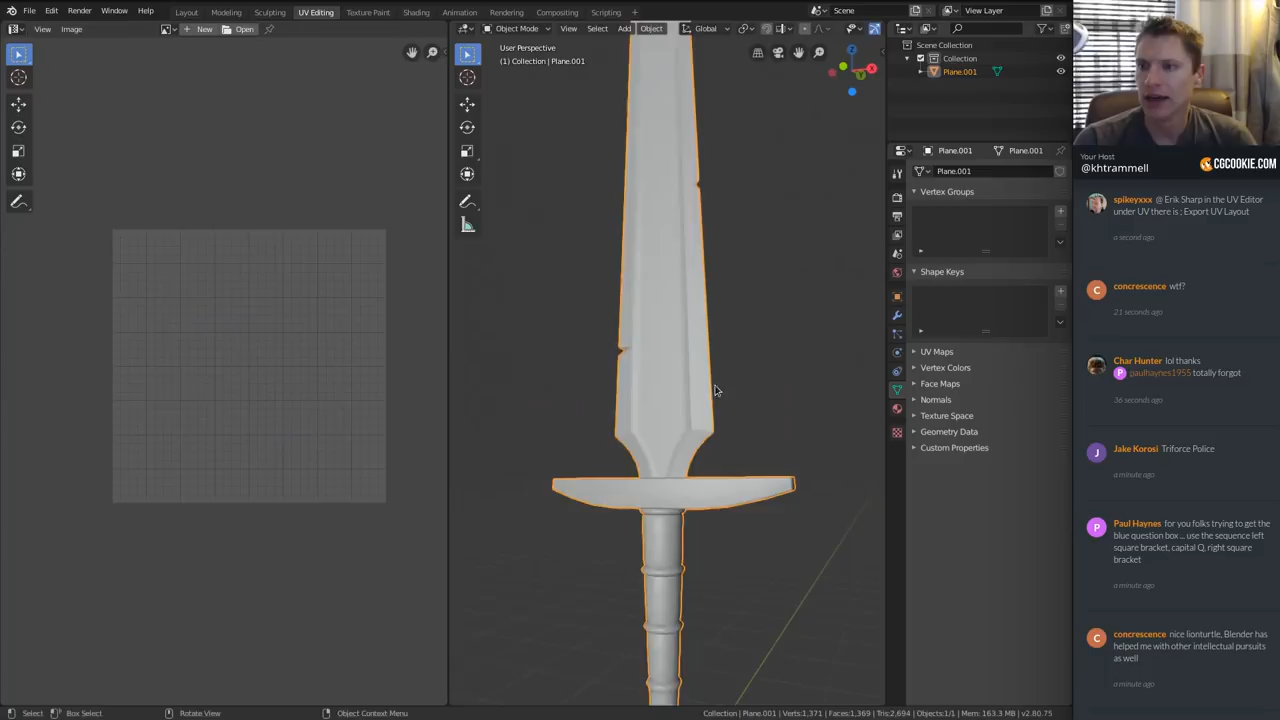 File Edit Render Window Help Layout Modeling Sculpting UV Editing Texture Paint Shading Animation Rendering Compositing Scripting Scene View Layer
View Image New Open Object Mode View Select Add Object Global
User Perspective
(1) Collection | Plane.001
Scene Collection
Collection
Plane.001
Plane.001 Plane.001
Plane.001
Vertex Groups
Shape Keys
UV Maps
Vertex Colors
Face Maps
Normals
Texture Space
Geometry Data
Custom Properties
Your Host
@khtrammell
CGCOOKIE.COM
spikeyxxx @ Erik Sharp in the UV Editor
under UV there is ; Export UV Layout
a second ago
C
concrescence wtf?
21 seconds ago
Char Hunter lol thanks
P paulhaynes1955 totally forgot
36 seconds ago
J
Jake Korosi Triforce Police
a minute ago
P
Paul Haynes for you folks trying to get the
blue question box ... use the sequence left
square bracket, capital Q, right square
bracket
a minute ago
C
concrescence nice lionturtle, Blender has
helped me with other intellectual pursuits
as well
a minute ago
Select Box Select Rotate View Object Context Menu Collection | Plane.001 | Verts:1,371 | Faces:1,369 | Tris:2,694 | Objects:1/1 | Mem: 163.3 MB | v2.80.75